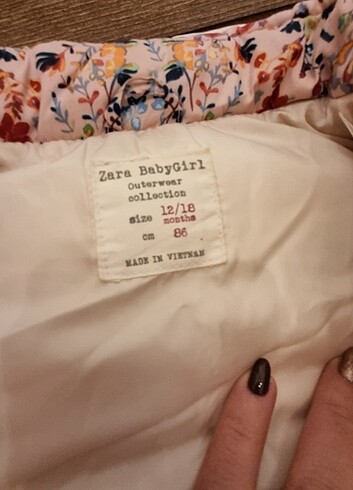 Zara BabyGirl
Outerwear
collection
size 12/18
months
cm 86
MADE IN VIETNAM